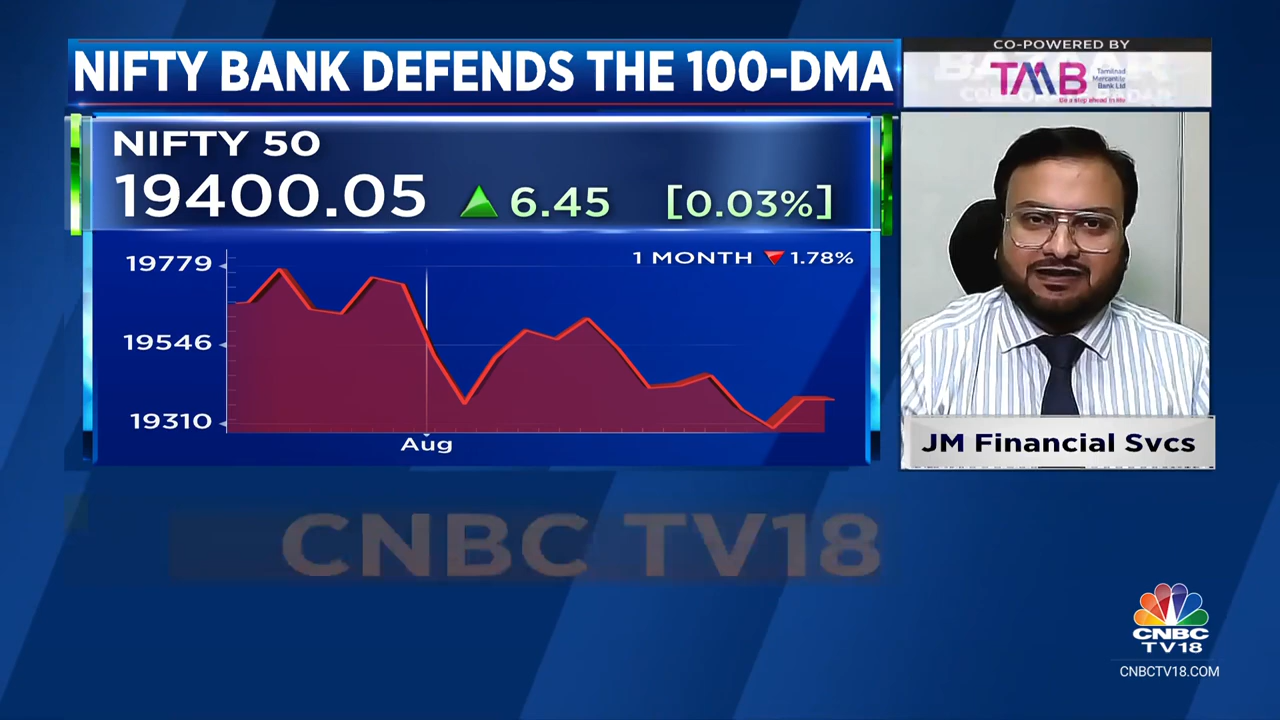 NIFTY BANK DEFENDS THE 100-DMA
CO-POWERED BY
TMB
Tamilnad
Mercantile
Bank Ltd
Be a step ahead in life
NIFTY 50
19400.05 ▲ 6.45 [0.03%]
1 MONTH ▼ 1.78%
19779
19546
19310
Aug
JM Financial Svcs
CNBC TV18
CNBC
TV18
CNBCTV18.COM